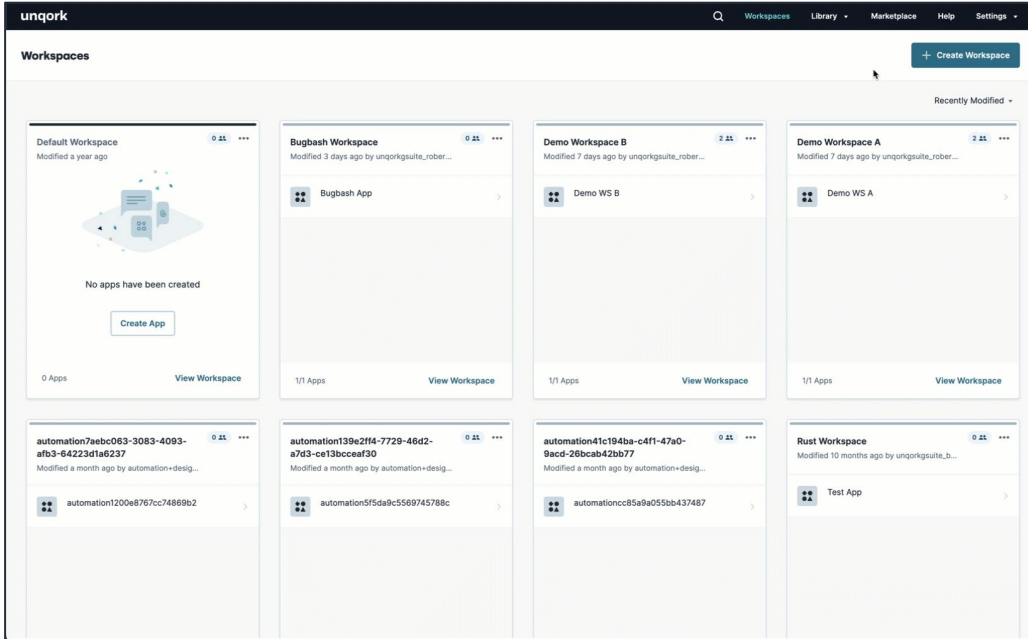 unqork
Workspaces
Library
Marketplace
Help
Settings
Workspaces
+ Create Workspace
Recently Modified
Default Workspace
0
Modified a year ago
No apps have been created
Create App
0 Apps
View Workspace
Bugbash Workspace
0
Modified 3 days ago by unqorkgsuite_rober...
Bugbash App
1/1 Apps
View Workspace
Demo Workspace B
2
Modified 7 days ago by unqorkgsuite_rober...
Demo WS B
1/1 Apps
View Workspace
Demo Workspace A
2
Modified 7 days ago by unqorkgsuite_rober...
Demo WS A
1/1 Apps
View Workspace
automation7aebc063-3083-4093-
afb3-64223d1a6237
0
Modified a month ago by automation+desig...
automation1200e8767cc74869b2
automation139e2ff4-7729-46d2-
a7d3-ce13bcceaf30
0
Modified a month ago by automation+desig...
automation5f5da9c5569745788c
automation41c194ba-c4f1-47a0-
9acd-26bcab42bb77
0
Modified a month ago by automation+desig...
automationcc85a9a055bb437487
Rust Workspace
0
Modified 10 months ago by unqorkgsuite_b...
Test App